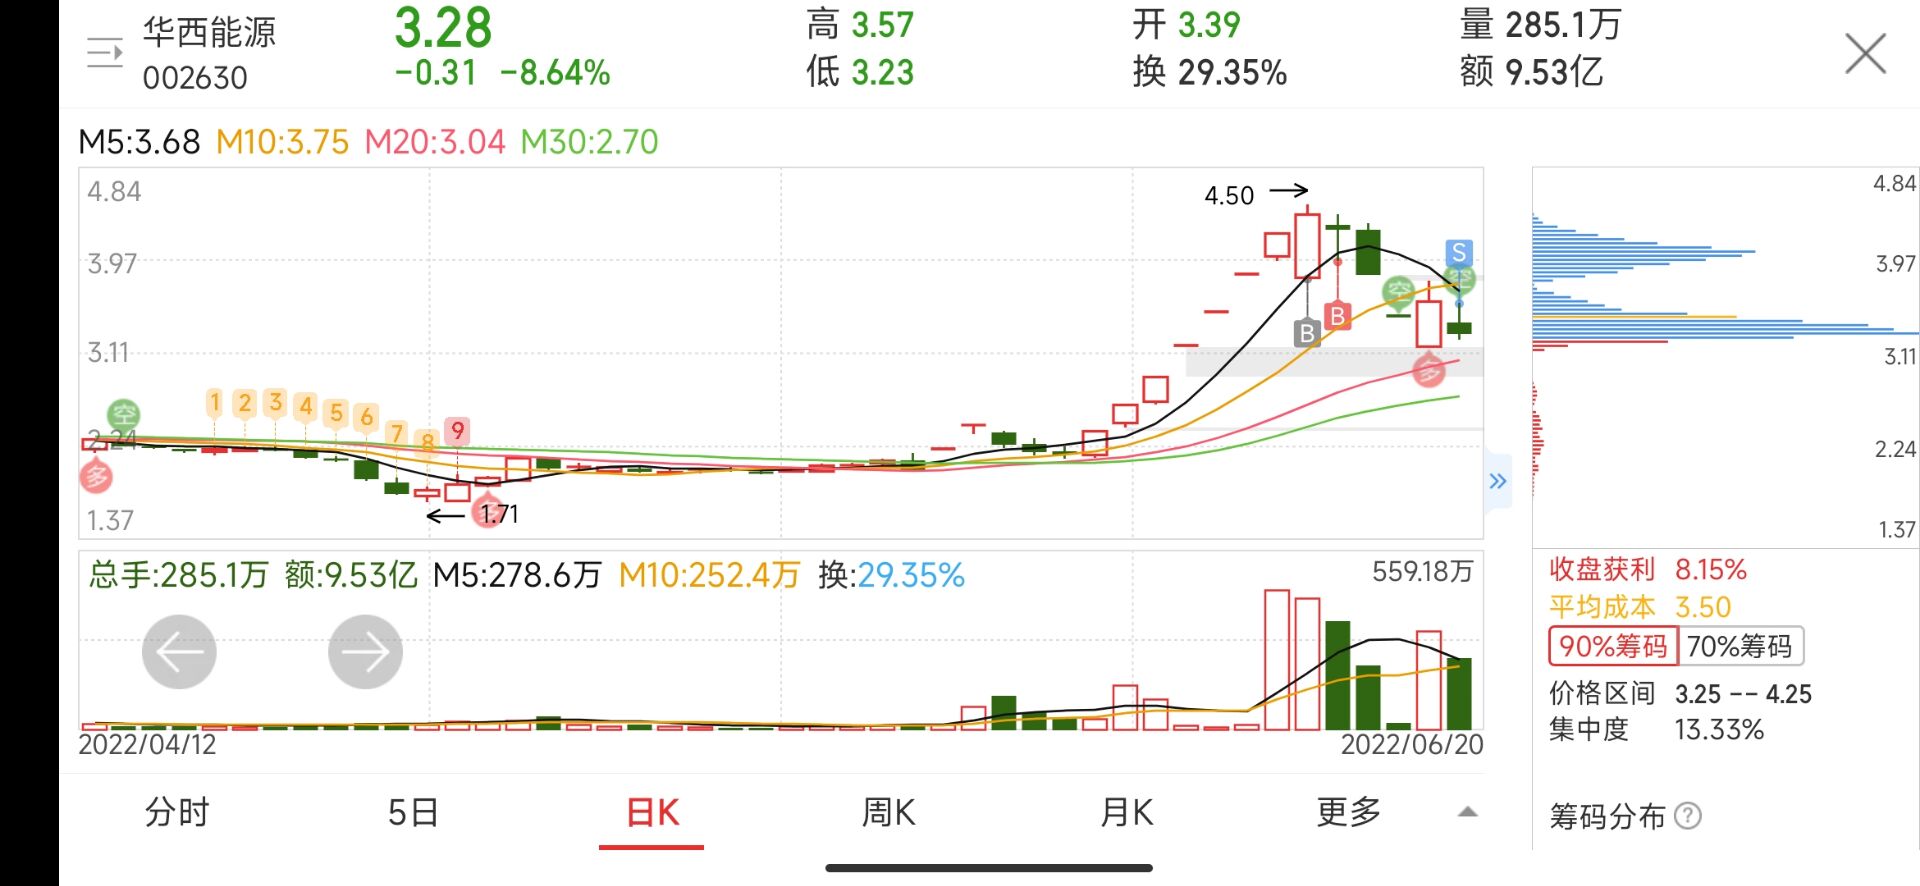 华西能源
002630
3.28
-0.31 -8.64%
高 3.57
低 3.23
开 3.39
换 29.35%
量 285.1万
额 9.53亿
M5:3.68 M10:3.75 M20:3.04 M30:2.70
4.84
3.97
3.11
2.24
1.37
4.50
1.71
空
多
1 2 3 4 5 6 7 8 9
多
B
B
空
多
S
空
4.84
3.97
3.11
2.24
1.37
总手:285.1万 额:9.53亿 M5:278.6万 M10:252.4万 换:29.35%
559.18万
2022/04/12
2022/06/20
收盘获利 8.15%
平均成本 3.50
90%筹码 70%筹码
价格区间 3.25 -- 4.25
集中度 13.33%
筹码分布 ?
分时 5日 日K 周K 月K 更多